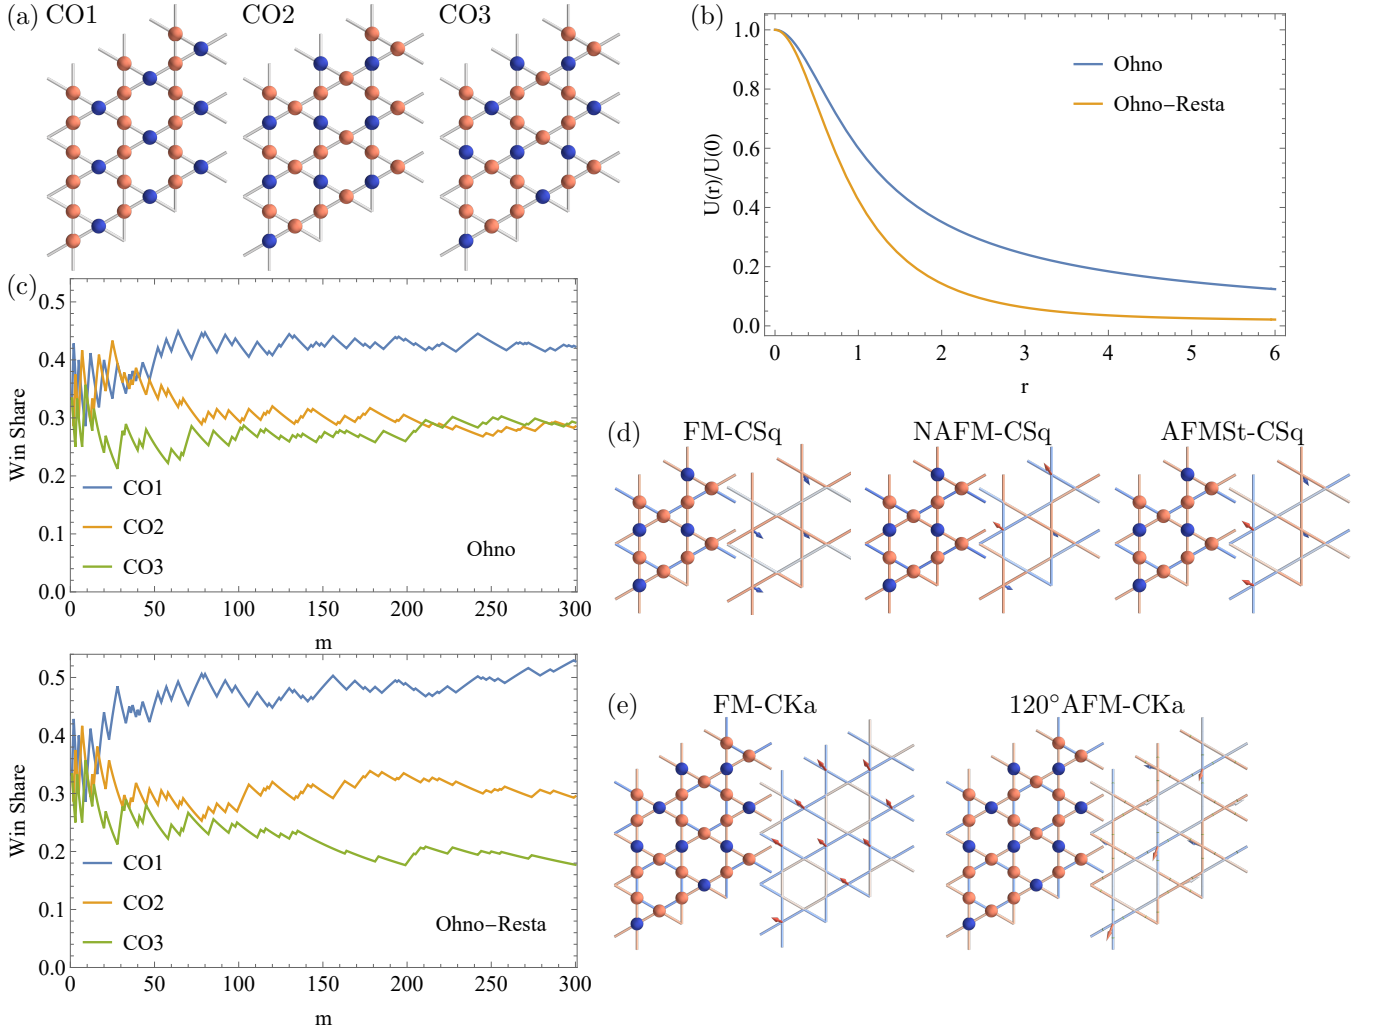 (a)
CO1
CO2
CO3
(b)
U(r)/U(0)
1.0
0.8
0.6
0.4
0.2
0.0
Ohno
Ohno−Resta
0 1 2 3 4 5 6
r
(c)
Win Share
0.5
0.4
0.3
0.2
0.1
0.0
CO1
CO2
CO3
Ohno
0 50 100 150 200 250 300
m
Win Share
0.5
0.4
0.3
0.2
0.1
0.0
CO1
CO2
CO3
Ohno−Resta
0 50 100 150 200 250 300
m
(d)
FM-CSq
NAFM-CSq
AFMSt-CSq
(e)
FM-CKa
120°AFM-CKa